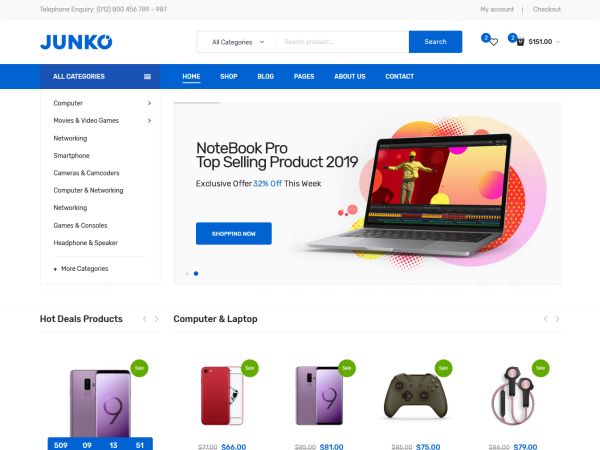 Telephone Enquiry: (012) 800 456 789 – 987
My account | Checkout
JUNKO
All Categories
Search product...
Search
2
2
$151.00
ALL CATEGORIES
HOME SHOP BLOG PAGES ABOUT US CONTACT
Computer
Movies & Video Games
Networking
Smartphone
Cameras & Camcoders
Computer & Networking
Networking
Games & Consoles
Headphone & Speaker
+ More Categories
NoteBook Pro
Top Selling Product 2019
Exclusive Offer 32% Off This Week
SHOPPING NOW
Hot Deals Products
Computer & Laptop
Sale
Sale
Sale
Sale
Sale
9
9
509 09 13 51
$77.00 $66.00
$85.00 $81.00
$85.00 $75.00
$86.00 $79.00